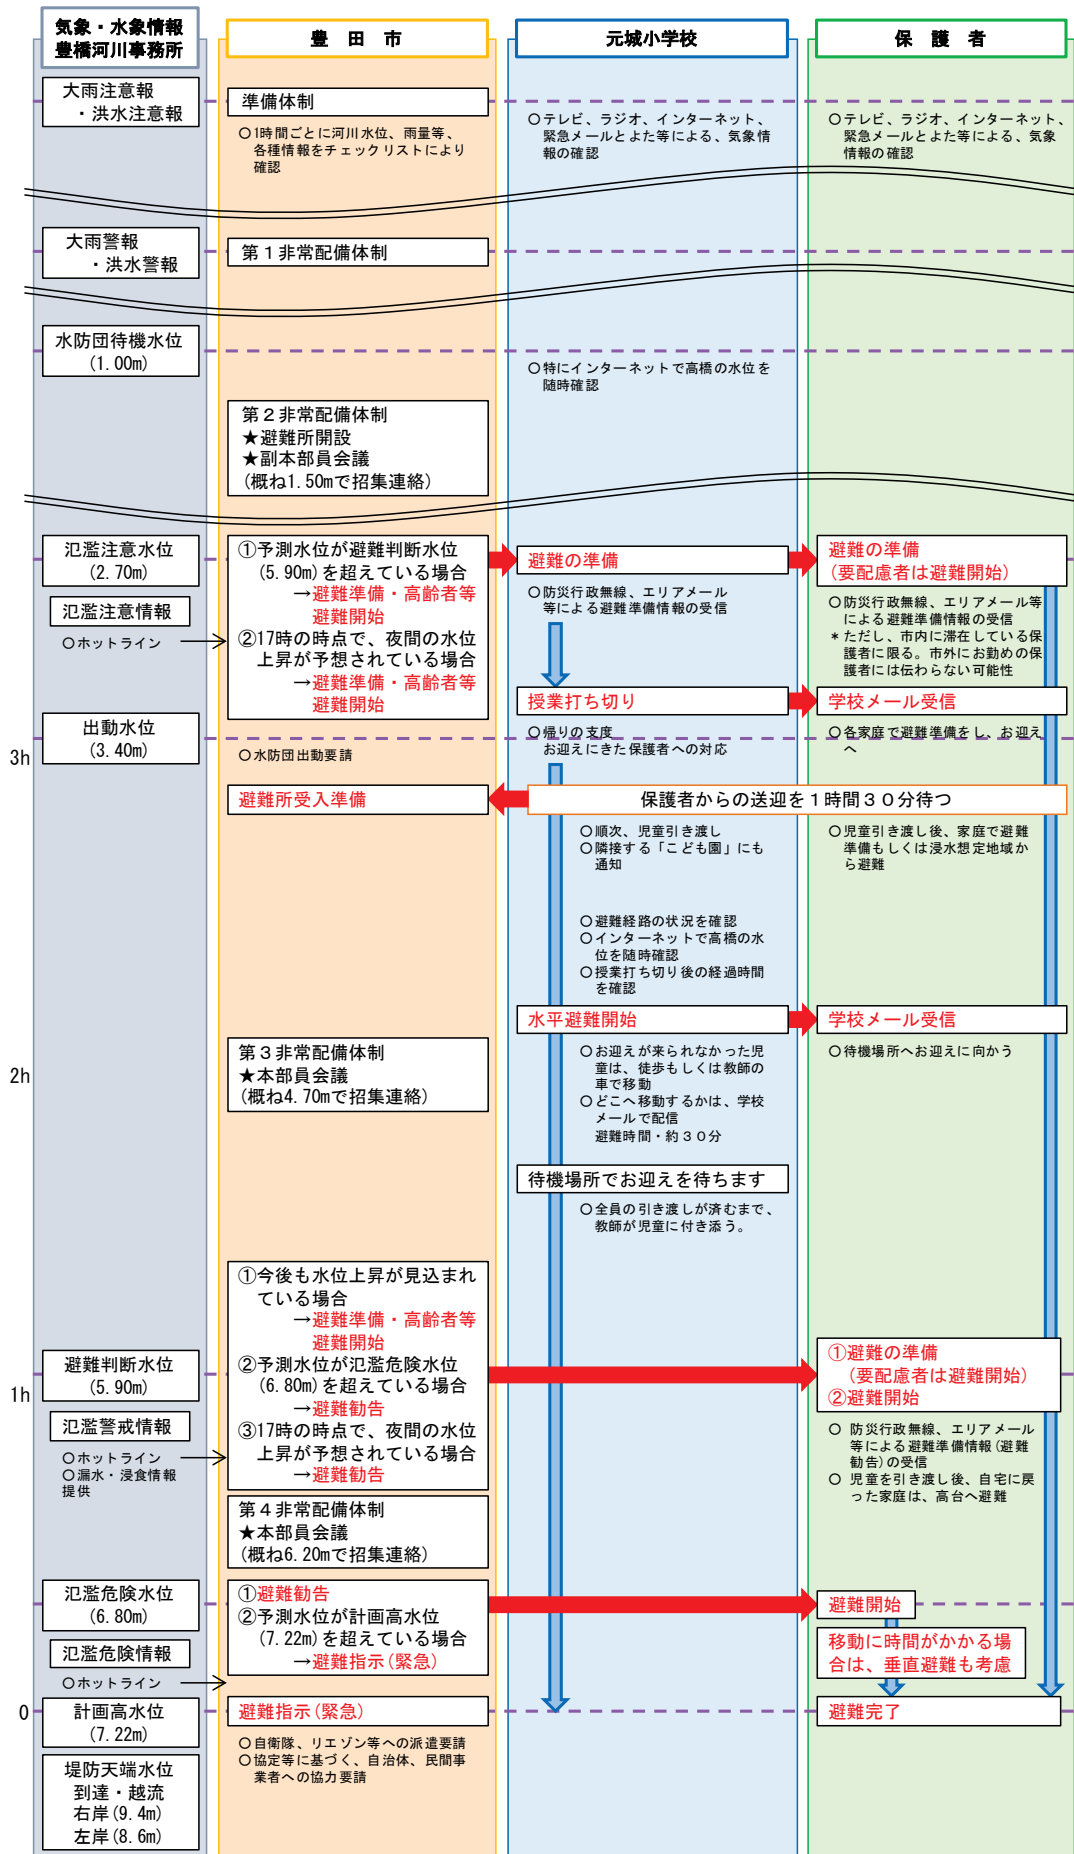 気象・水象情報
豊橋河川事務所
豊田市
元城小学校
保護者
大雨注意報
・洪水注意報
準備体制
○1時間ごとに河川水位、雨量等、
各種情報をチェックリストにより
確認
○テレビ、ラジオ、インターネット、
緊急メールとよた等による、気象情
報の確認
○テレビ、ラジオ、インターネット、
緊急メールとよた等による、気象
情報の確認
大雨警報
・洪水警報
第1非常配備体制
水防団待機水位
(1.00m)
○特にインターネットで高橋の水位を
随時確認
第2非常配備体制
★避難所開設
★副本部員会議
(概ね1.50mで招集連絡)
氾濫注意水位
(2.70m)
氾濫注意情報
○ホットライン
①予測水位が避難判断水位
(5.90m)を超えている場合
→避難準備・高齢者等
避難開始
②17時の時点で、夜間の水位
上昇が予想されている場合
→避難準備・高齢者等
避難開始
避難の準備
○防災行政無線、エリアメール
等による避難準備情報の受信
避難の準備
(要配慮者は避難開始)
○防災行政無線、エリアメール等
による避難準備情報の受信
*ただし、市内に滞在している保
護者に限る。市外にお勤めの保
護者には伝わらない可能性
授業打ち切り
○帰りの支度
お迎えにきた保護者への対応
学校メール受信
○各家庭で避難準備をし、お迎え
へ
出動水位
(3.40m)
3h
○水防団出動要請
避難所受入準備
保護者からの送迎を1時間30分待つ
○順次、児童引き渡し
○隣接する「こども園」にも
通知
○児童引き渡し後、家庭で避難
準備もしくは浸水想定地域か
ら避難
○避難経路の状況を確認
○インターネットで高橋の水
位を随時確認
○授業打ち切り後の経過時間
を確認
水平避難開始
○お迎えが来られなかった児
童は、徒歩もしくは教師の
車で移動
○どこへ移動するかは、学校
メールで配信
避難時間・約30分
学校メール受信
○待機場所へお迎えに向かう
2h
第3非常配備体制
★本部員会議
(概ね4.70mで招集連絡)
待機場所でお迎えを待ちます
○全員の引き渡しが済むまで、
教師が児童に付き添う。
①今後も水位上昇が見込まれ
ている場合
→避難準備・高齢者等
避難開始
②予測水位が氾濫危険水位
(6.80m)を超えている場合
→避難勧告
③17時の時点で、夜間の水位
上昇が予想されている場合
→避難勧告
避難判断水位
(5.90m)
1h
氾濫警戒情報
○ホットライン
○漏水・浸食情報
提供
①避難の準備
(要配慮者は避難開始)
②避難開始
○ 防災行政無線、エリアメール
等による避難準備情報(避難
勧告)の受信
○ 児童を引き渡し後、自宅に戻
った家庭は、高台へ避難
第4非常配備体制
★本部員会議
(概ね6.20mで招集連絡)
氾濫危険水位
(6.80m)
氾濫危険情報
○ホットライン
①避難勧告
②予測水位が計画高水位
(7.22m)を超えている場合
→避難指示(緊急)
避難開始
移動に時間がかかる場
合は、垂直避難も考慮
0
計画高水位
(7.22m)
避難指示(緊急)
○自衛隊、リエゾン等への派遣要請
○協定等に基づく、自治体、民間事
業者への協力要請
避難完了
堤防天端水位
到達・越流
右岸(9.4m)
左岸(8.6m)